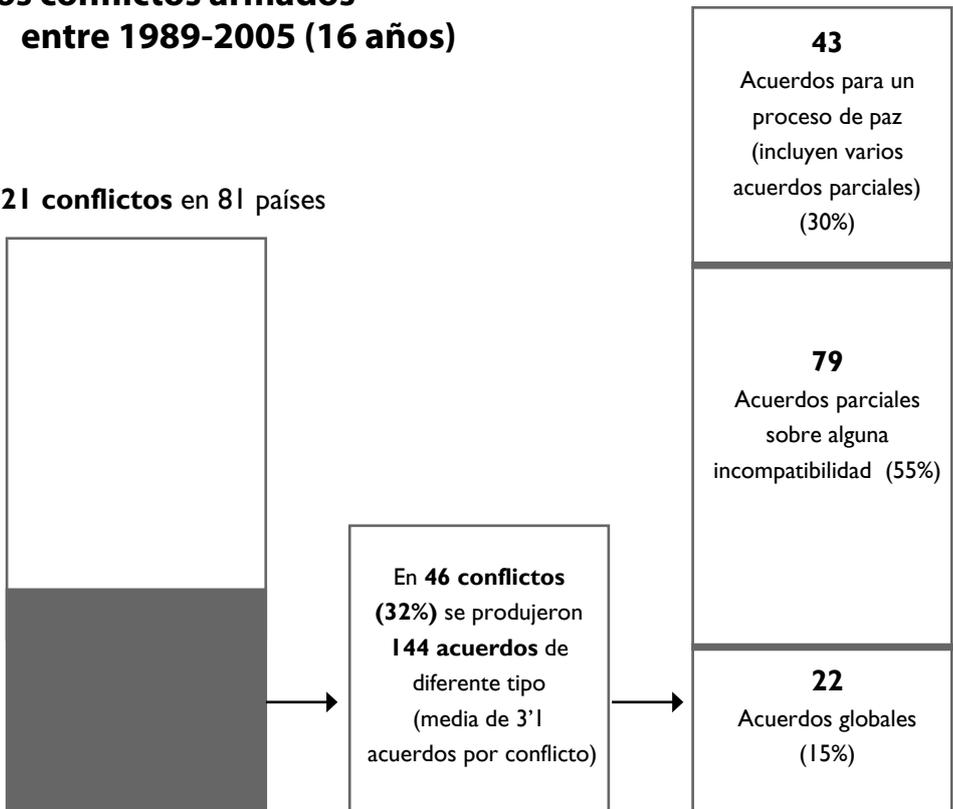 conflictos armados
entre 1989-2005 (16 años)
21 conflictos en 81 países
En 46 conflictos
(32%) se produjeron
144 acuerdos de
diferente tipo
(media de 3'1
acuerdos por conflicto)
43
Acuerdos para un
proceso de paz
(incluyen varios
acuerdos parciales)
(30%)
79
Acuerdos parciales
sobre alguna
incompatibilidad (55%)
22
Acuerdos globales
(15%)